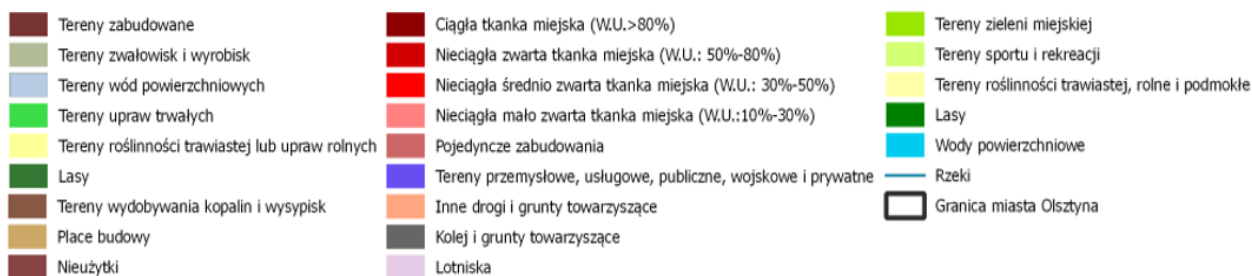 Tereny zabudowane
Tereny zwałowisk i wyrobisk
Tereny wód powierzchniowych
Tereny upraw trwałych
Tereny roślinności trawiastej lub upraw rolnych
Lasy
Tereny wydobywania kopalin i wysypisk
Place budowy
Nieużytki
Ciągła tkanka miejska (W.U.>80%)
Nieciągła zwarta tkanka miejska (W.U.: 50%-80%)
Nieciągła średnio zwarta tkanka miejska (W.U.: 30%-50%)
Nieciągła mało zwarta tkanka miejska (W.U.:10%-30%)
Pojedyncze zabudowania
Tereny przemysłowe, usługowe, publiczne, wojskowe i prywatne
Inne drogi i grunty towarzyszące
Kolej i grunty towarzyszące
Lotniska
Tereny zieleni miejskiej
Tereny sportu i rekreacji
Tereny roślinności trawiastej, rolne i podmokłe
Lasy
Wody powierzchniowe
Rzeki
Granica miasta Olsztyna